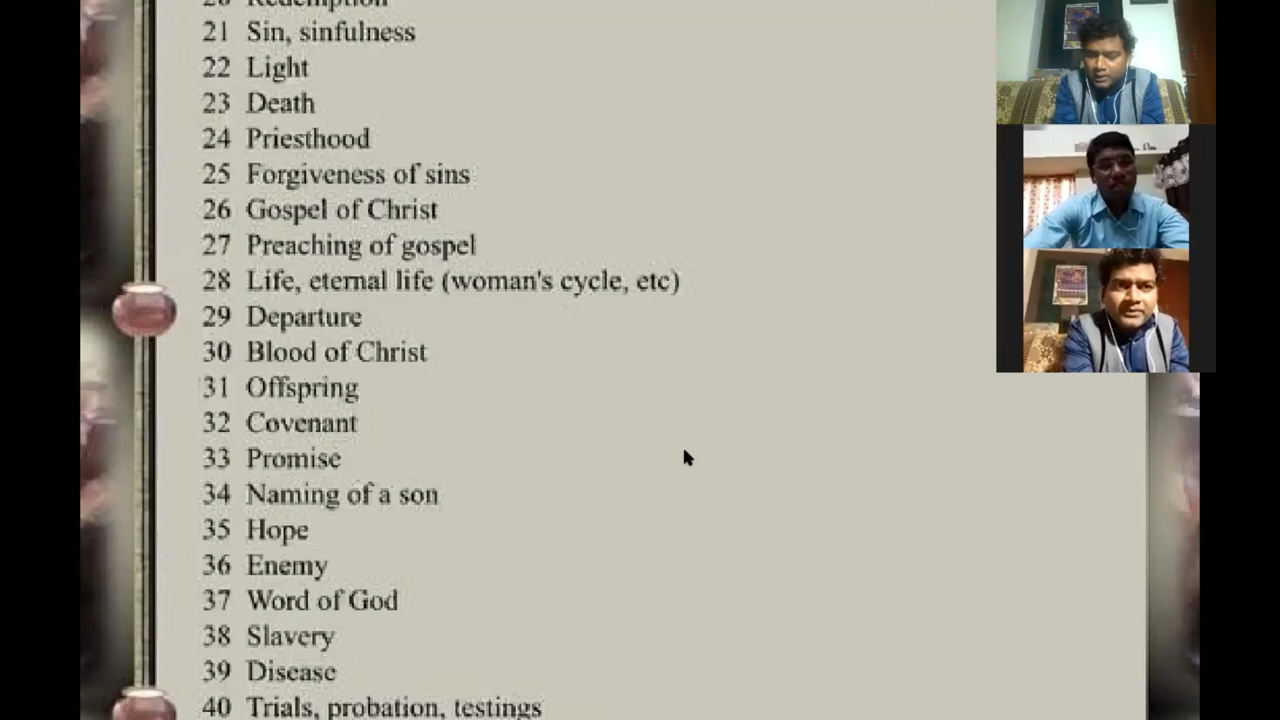 20 Redemption
21 Sin, sinfulness
22 Light
23 Death
24 Priesthood
25 Forgiveness of sins
26 Gospel of Christ
27 Preaching of gospel
28 Life, eternal life (woman's cycle, etc)
29 Departure
30 Blood of Christ
31 Offspring
32 Covenant
33 Promise
34 Naming of a son
35 Hope
36 Enemy
37 Word of God
38 Slavery
39 Disease
40 Trials, probation, testings